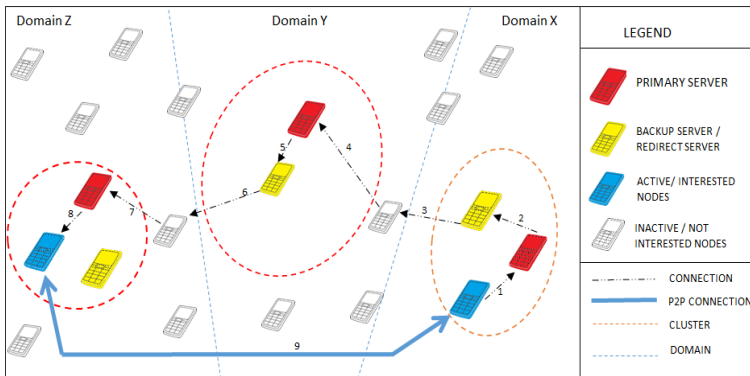 Domain Z
Domain Y
Domain X
LEGEND
PRIMARY SERVER
BACKUP SERVER /
REDIRECT SERVER
ACTIVE/ INTERESTED
NODES
INACTIVE / NOT
INTERESTED NODES
CONNECTION
P2P CONNECTION
CLUSTER
DOMAIN
5
4
6
3
2
7
8
1
9